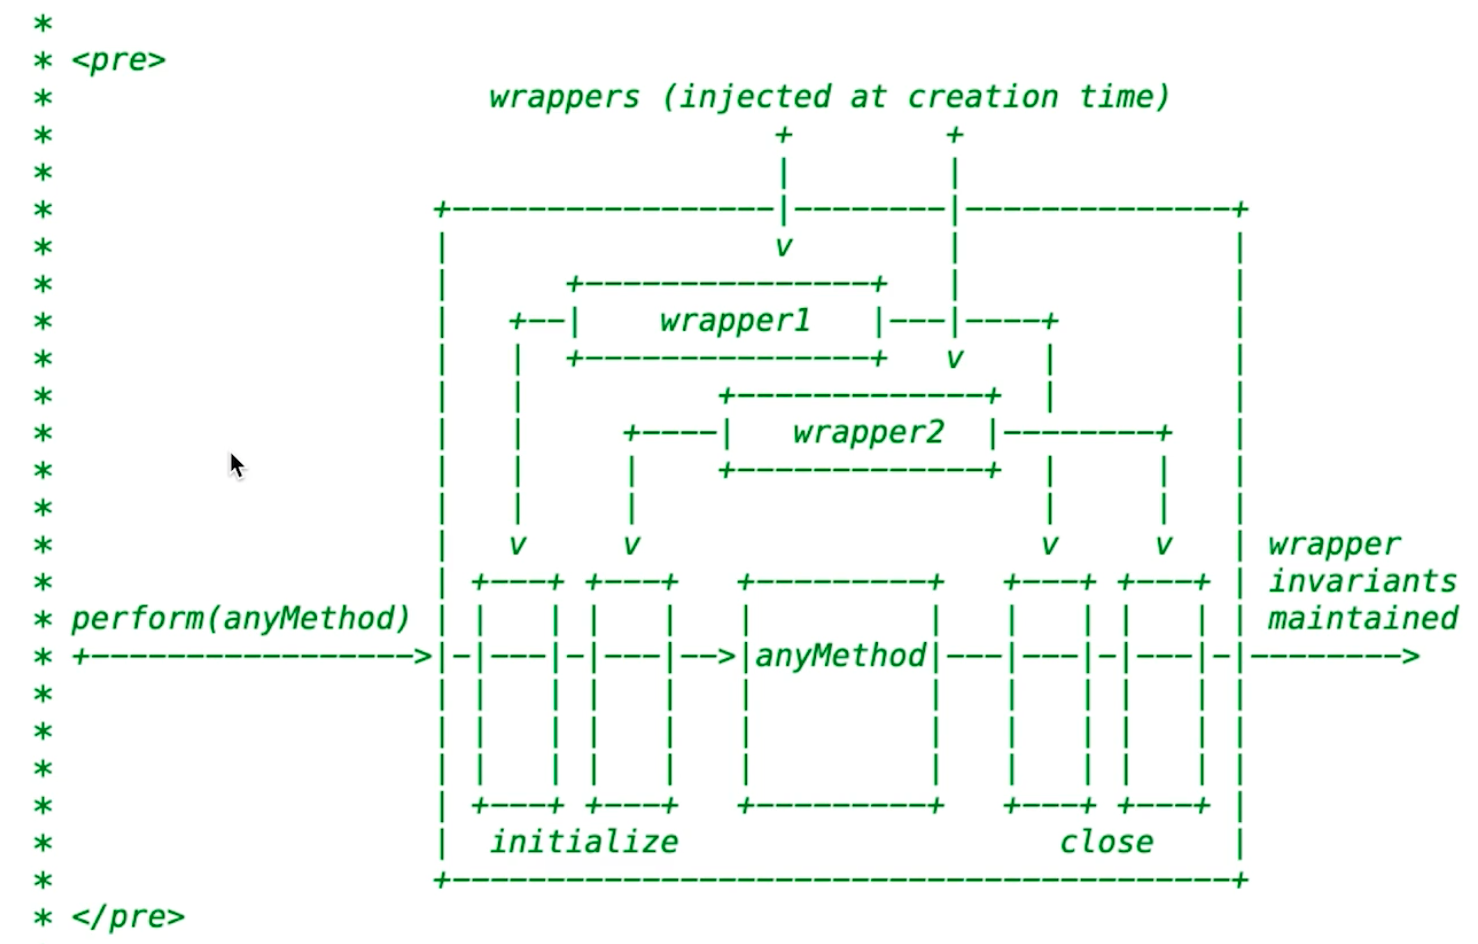 *
* <pre>
*                       wrappers (injected at creation time)
*                                      +        +
*                                      |        |
*                    +-----------------|--------|---------------+
*                    |                 v        |               |
*                    |      +---------------+   |               |
*                    |   +--|    wrapper1   |---|----+          |
*                    |   |  +---------------+   v    |          |
*                    |   |          +-------------+  |          |
*                    |   |     +----|   wrapper2  |--------+    |
*                    |   |     |    +-------------+  |     |    |
*                    |   |     |                     |     |    |
*                    |   v     v                     v     v    | wrapper
*                    | +---+ +---+   +---------+   +---+ +---+ | invariants
* perform(anyMethod) | |   | |   |   |         |   |   | |   | | maintained
* +----------------->|-|---|-|---|-->|anyMethod|---|---|-|---|-|-------->
*                    | |   | |   |   |         |   |   | |   | |
*                    | |   | |   |   |         |   |   | |   | |
*                    | |   | |   |   |         |   |   | |   | |
*                    | +---+ +---+   +---------+   +---+ +---+ |
*                    |  initialize                    close    |
*                    +-----------------------------------------+
* </pre>